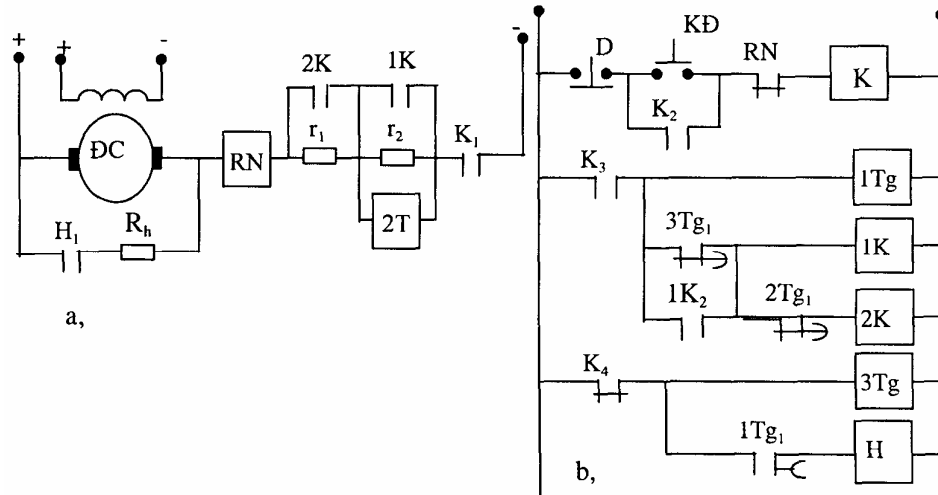 + + - -
2K 1K
r₁ r₂ K₁
ĐC RN
2T
H₁ Rₕ
a,
D KĐ RN K
K₂
K₃ 1Tg
3Tg₁ 1K
1K₂ 2Tg₁ 2K
K₄ 3Tg
1Tg₁ H
b,